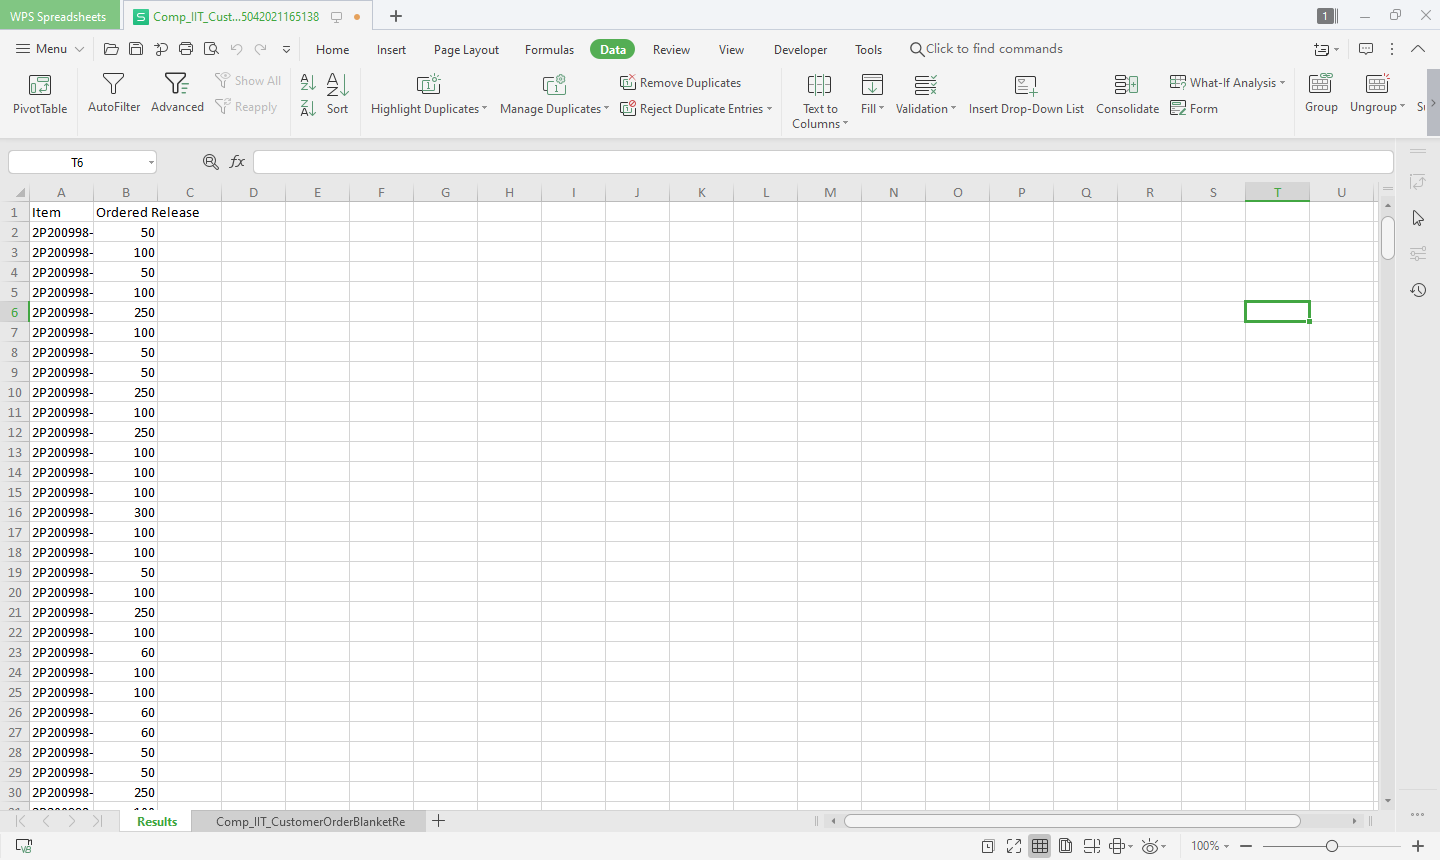 WPS Spreadsheets
Comp_IIT_Cust...5042021165138
1
Menu
Home Insert Page Layout Formulas Data Review View Developer Tools Click to find commands
PivotTable
AutoFilter
Advanced
Show All
Reapply
Sort
Highlight Duplicates
Manage Duplicates
Remove Duplicates
Reject Duplicate Entries
Text to
Columns
Fill
Validation
Insert Drop-Down List
Consolidate
What-If Analysis
Form
Group
Ungroup
T6
fx
A B C D E F G H I J K L M N O P Q R S T U
1 Item Ordered Release
2 2P200998- 50
3 2P200998- 100
4 2P200998- 50
5 2P200998- 100
6 2P200998- 250
7 2P200998- 100
8 2P200998- 50
9 2P200998- 50
10 2P200998- 250
11 2P200998- 100
12 2P200998- 250
13 2P200998- 100
14 2P200998- 100
15 2P200998- 100
16 2P200998- 300
17 2P200998- 100
18 2P200998- 100
19 2P200998- 50
20 2P200998- 100
21 2P200998- 250
22 2P200998- 100
23 2P200998- 60
24 2P200998- 100
25 2P200998- 100
26 2P200998- 60
27 2P200998- 60
28 2P200998- 50
29 2P200998- 50
30 2P200998- 250
Results Comp_IIT_CustomerOrderBlanketRe
100%